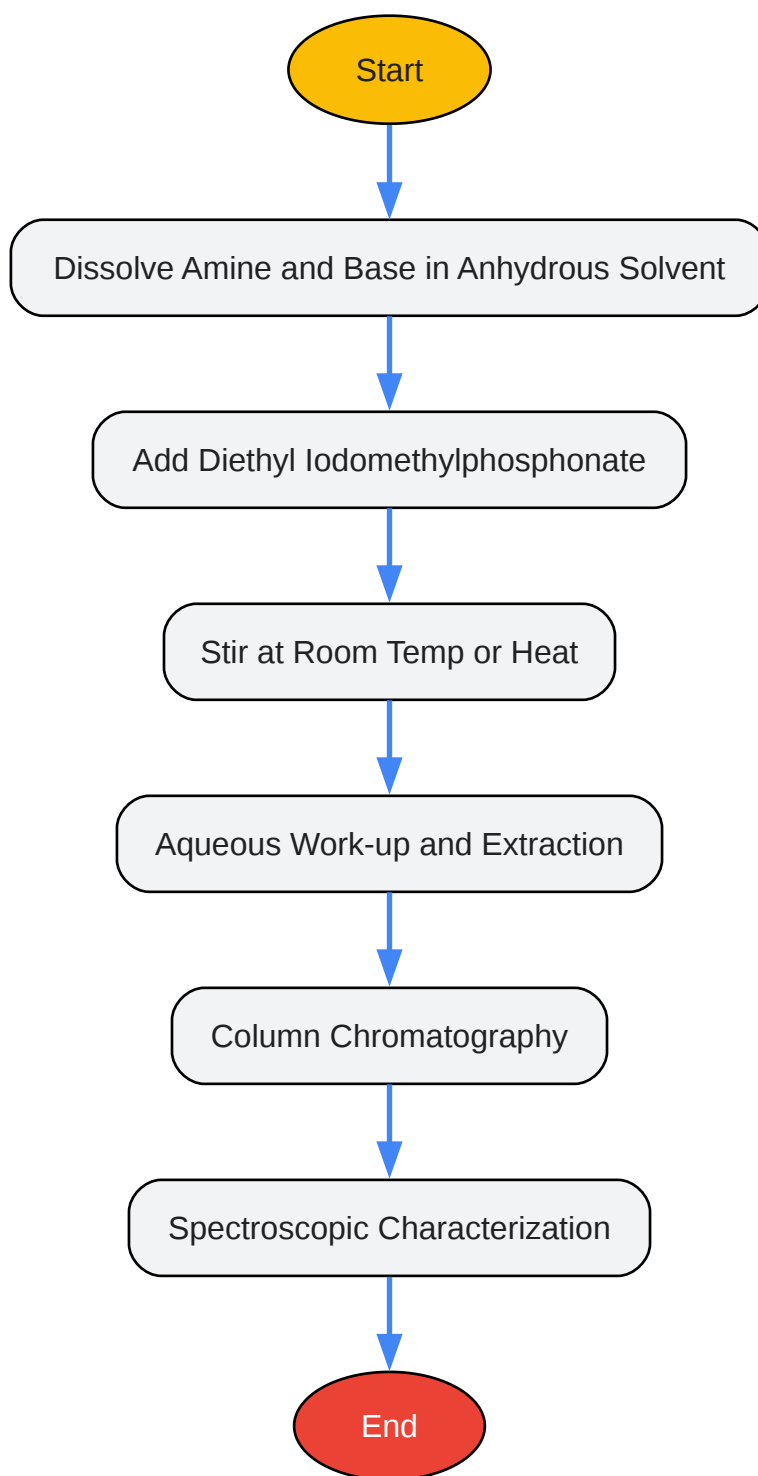 Start
Dissolve Amine and Base in Anhydrous Solvent
Add Diethyl Iodomethylphosphonate
Stir at Room Temp or Heat
Aqueous Work-up and Extraction
Column Chromatography
Spectroscopic Characterization
End